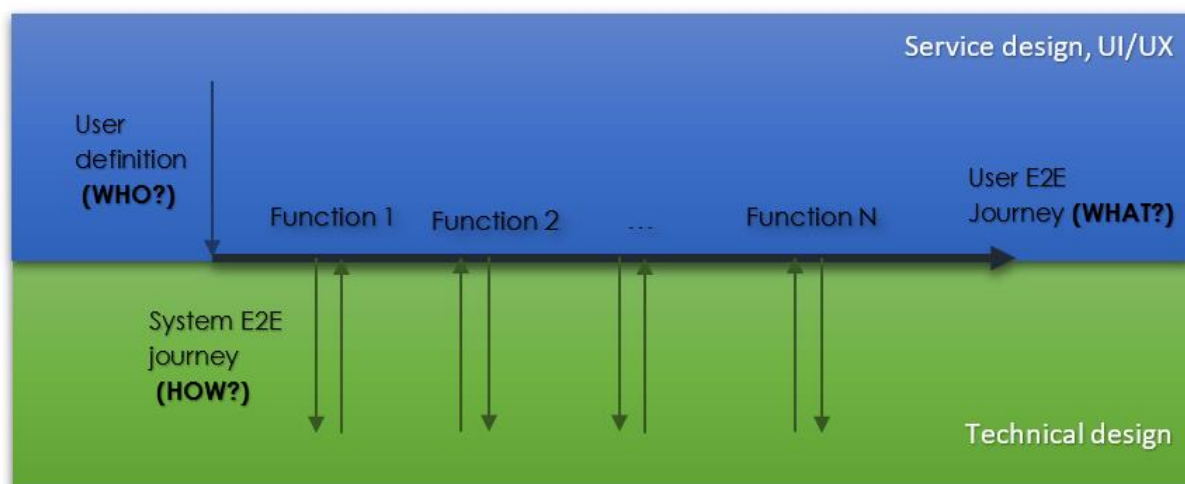 Service design, UI/UX
User
definition
(WHO?)
User E2E
Journey (WHAT?)
Function 1
Function 2
...
Function N
System E2E
journey
(HOW?)
Technical design